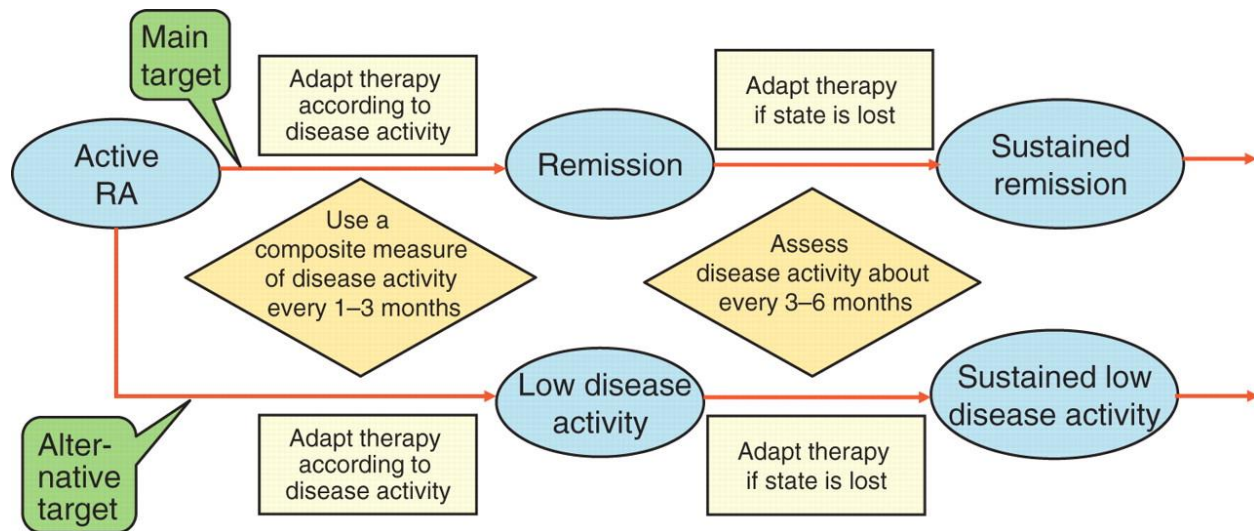 Main
target
Adapt therapy
according to
disease activity
Adapt therapy
if state is lost
Active
RA
Remission
Sustained
remission
Use a
composite measure
of disease activity
every 1–3 months
Assess
disease activity about
every 3–6 months
Low disease
activity
Sustained low
disease activity
Alter-
native
target
Adapt therapy
according to
disease activity
Adapt therapy
if state is lost